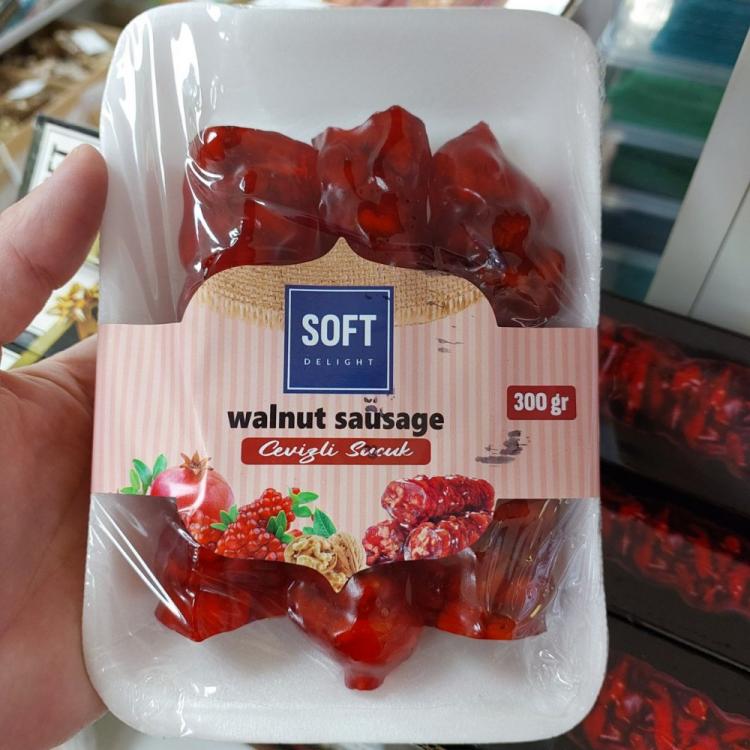 SOFT
DELIGHT
walnut sausage
300 gr
Cevizli Sucuk